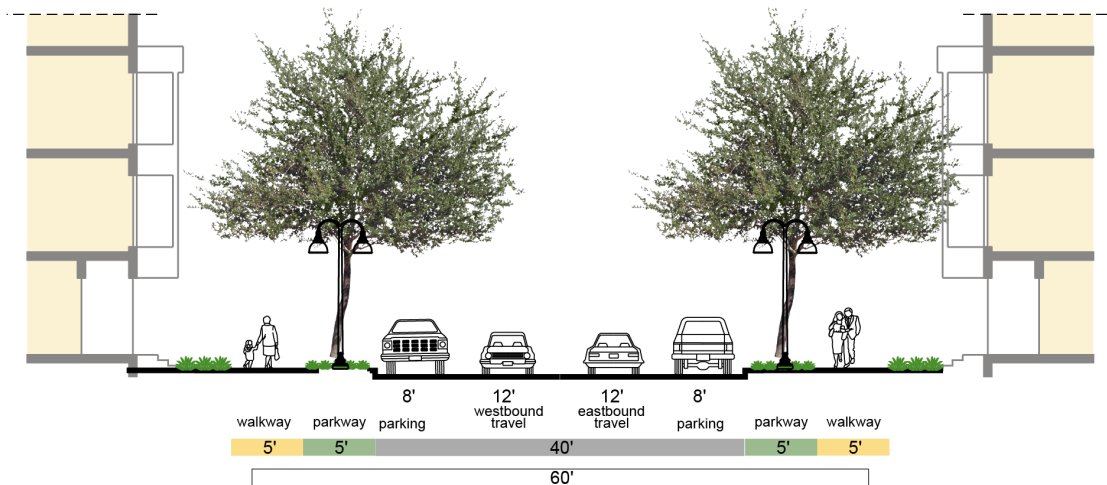 8' 12' 12' 8'
westbound eastbound
walkway parkway parking travel travel parking parkway walkway
5' 5' 40' 5' 5'
60'